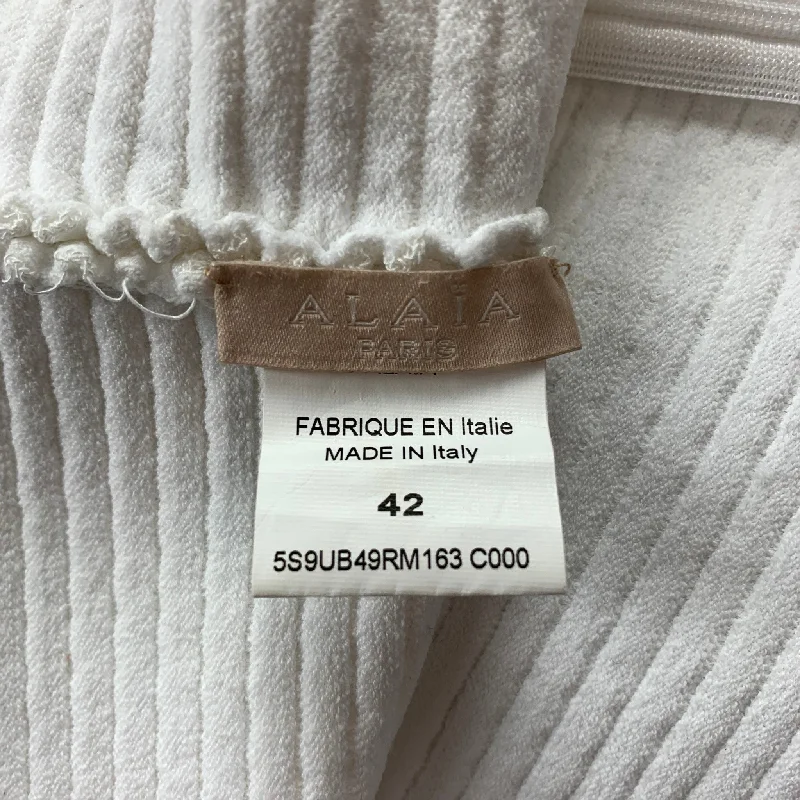 ALAÏA
PARIS
FABRIQUE EN Italie
MADE IN Italy
42
5S9UB49RM163 C000